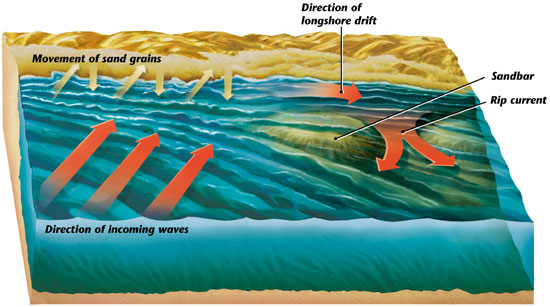 Direction of
longshore drift
Movement of sand grains
Sandbar
Rip current
Direction of incoming waves